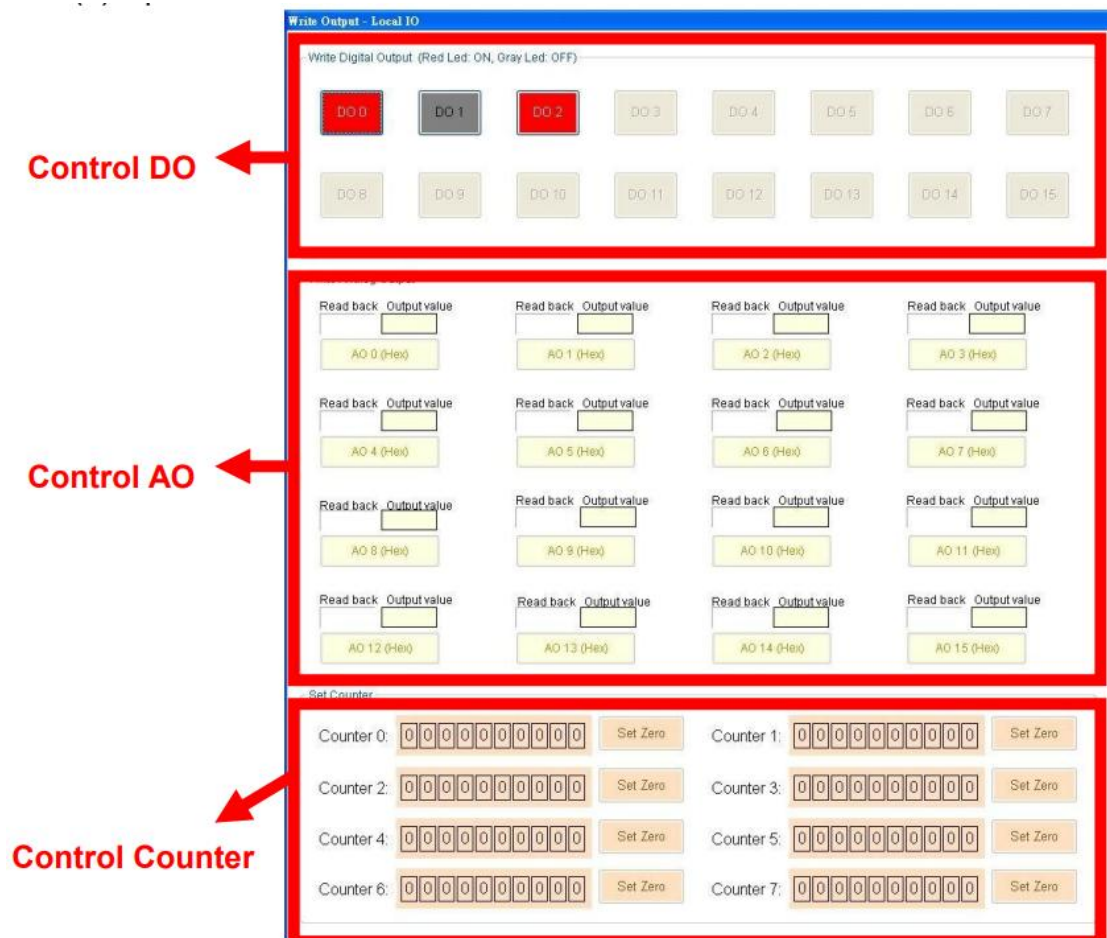 Write Output - Local IO
Write Digital Output (Red Led: ON, Gray Led: OFF)
DO 0 DO 1 DO 2 DO 3 DO 4 DO 5 DO 6 DO 7
Control DO
DO 8 DO 9 DO 10 DO 11 DO 12 DO 13 DO 14 DO 15
Read back Output value Read back Output value Read back Output value Read back Output value
AO 0 (Hex) AO 1 (Hex) AO 2 (Hex) AO 3 (Hex)
Read back Output value Read back Output value Read back Output value Read back Output value
AO 4 (Hex) AO 5 (Hex) AO 6 (Hex) AO 7 (Hex)
Control AO
Read back Output value Read back Output value Read back Output value Read back Output value
AO 8 (Hex) AO 9 (Hex) AO 10 (Hex) AO 11 (Hex)
Read back Output value Read back Output value Read back Output value Read back Output value
AO 12 (Hex) AO 13 (Hex) AO 14 (Hex) AO 15 (Hex)
Set Counter
Counter 0: 0 0 0 0 0 0 0 0 0 0 Set Zero Counter 1: 0 0 0 0 0 0 0 0 0 0 Set Zero
Counter 2: 0 0 0 0 0 0 0 0 0 0 Set Zero Counter 3: 0 0 0 0 0 0 0 0 0 0 Set Zero
Counter 4: 0 0 0 0 0 0 0 0 0 0 Set Zero Counter 5: 0 0 0 0 0 0 0 0 0 0 Set Zero
Control Counter
Counter 6: 0 0 0 0 0 0 0 0 0 0 Set Zero Counter 7: 0 0 0 0 0 0 0 0 0 0 Set Zero